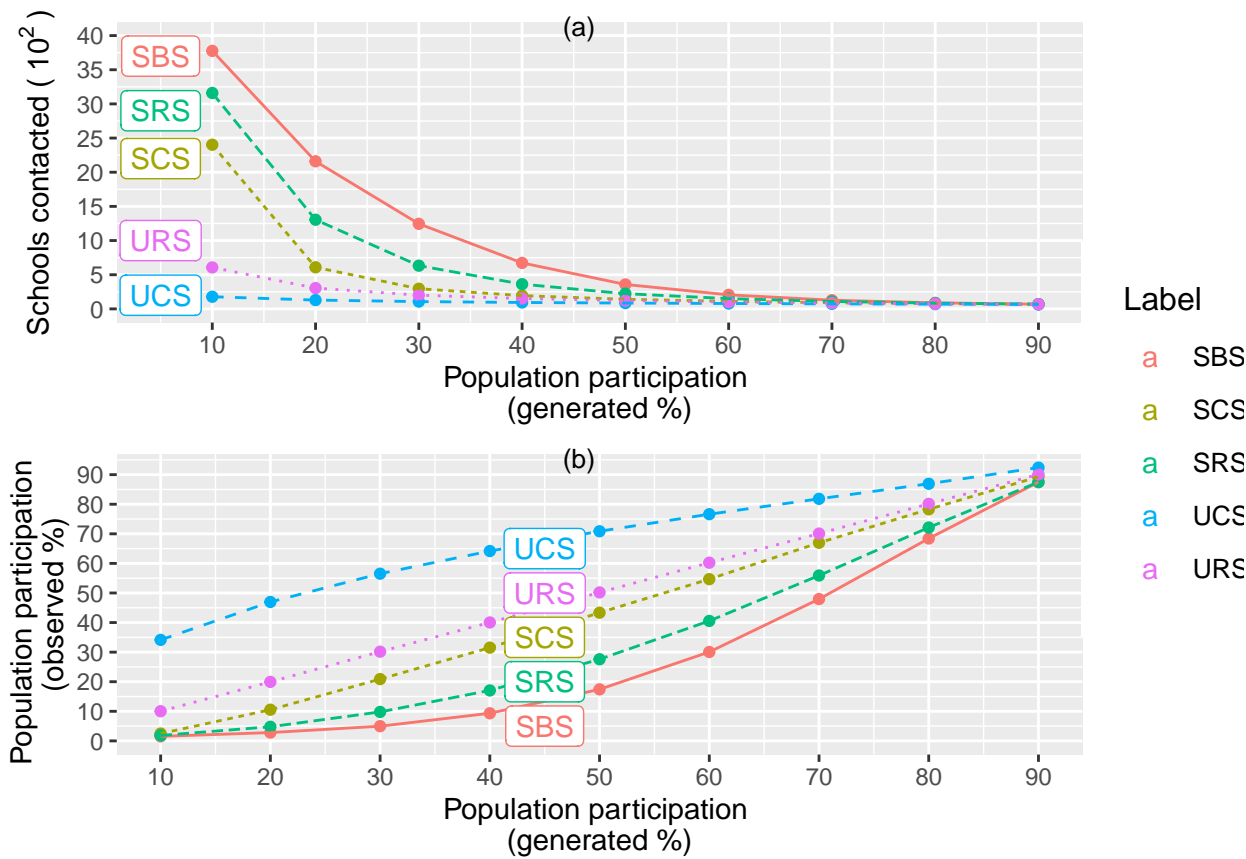 (a)
Schools contacted ( 10²)
40
35
30
25
20
15
10
5
0
SBS
SRS
SCS
URS
UCS
10 20 30 40 50 60 70 80 90
Population participation
(generated %)
(b)
Population participation
(observed %)
90
80
70
60
50
40
30
20
10
0
UCS
URS
SCS
SRS
SBS
10 20 30 40 50 60 70 80 90
Population participation
(generated %)
Label
a SBS
a SCS
a SRS
a UCS
a URS